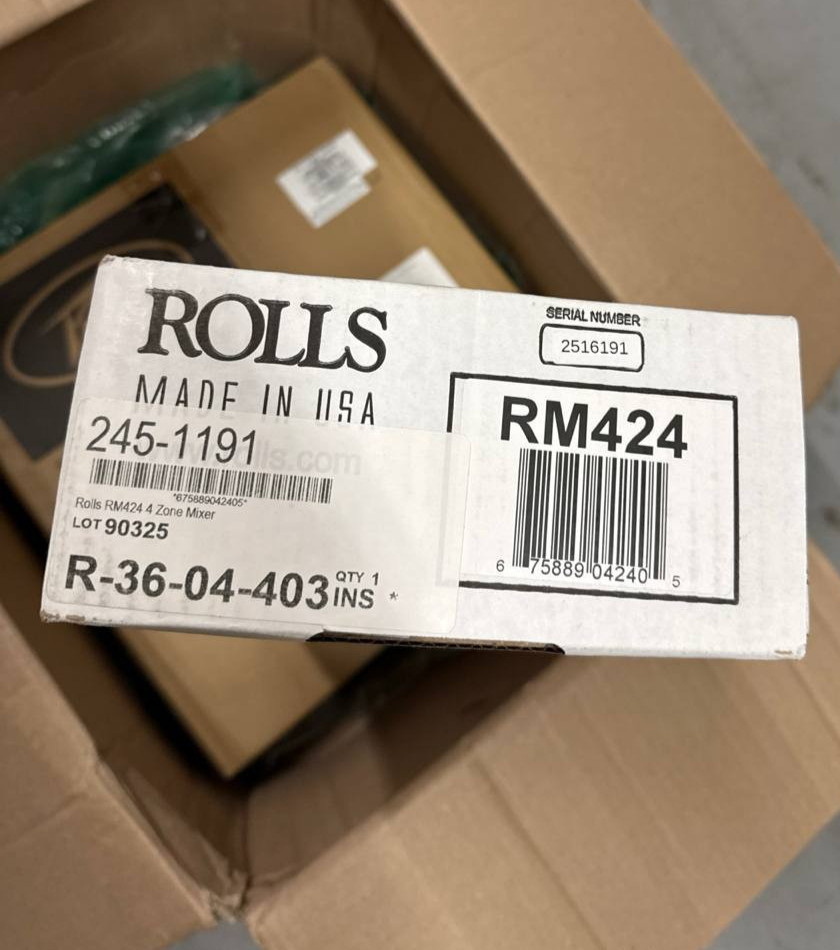 ROLLS
MADE IN USA
SERIAL NUMBER
2516191
245-1191
*675889042405*
Rolls RM424 4 Zone Mixer
LOT 90325
R-36-04-403
QTY 1
INS *
RM424
6 75889 04240 5